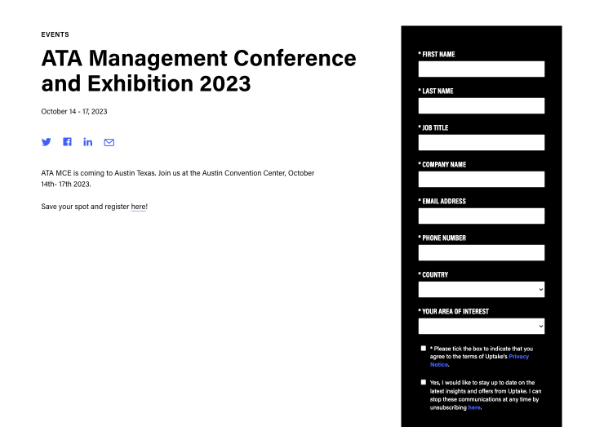 EVENTS
ATA Management Conference
and Exhibition 2023
October 14 - 17, 2023
ATA MCE is coming to Austin Texas. Join us at the Austin Convention Center, October
14th- 17th 2023.
Save your spot and register here!
* FIRST NAME
* LAST NAME
* JOB TITLE
* COMPANY NAME
* EMAIL ADDRESS
* PHONE NUMBER
* COUNTRY
* YOUR AREA OF INTEREST
* Please tick the box to indicate that you
agree to the terms of Uptake's Privacy
Notice.
Yes, I would like to stay up to date on the
latest insights and offers from Uptake. I can
stop these communications at any time by
unsubscribing here.